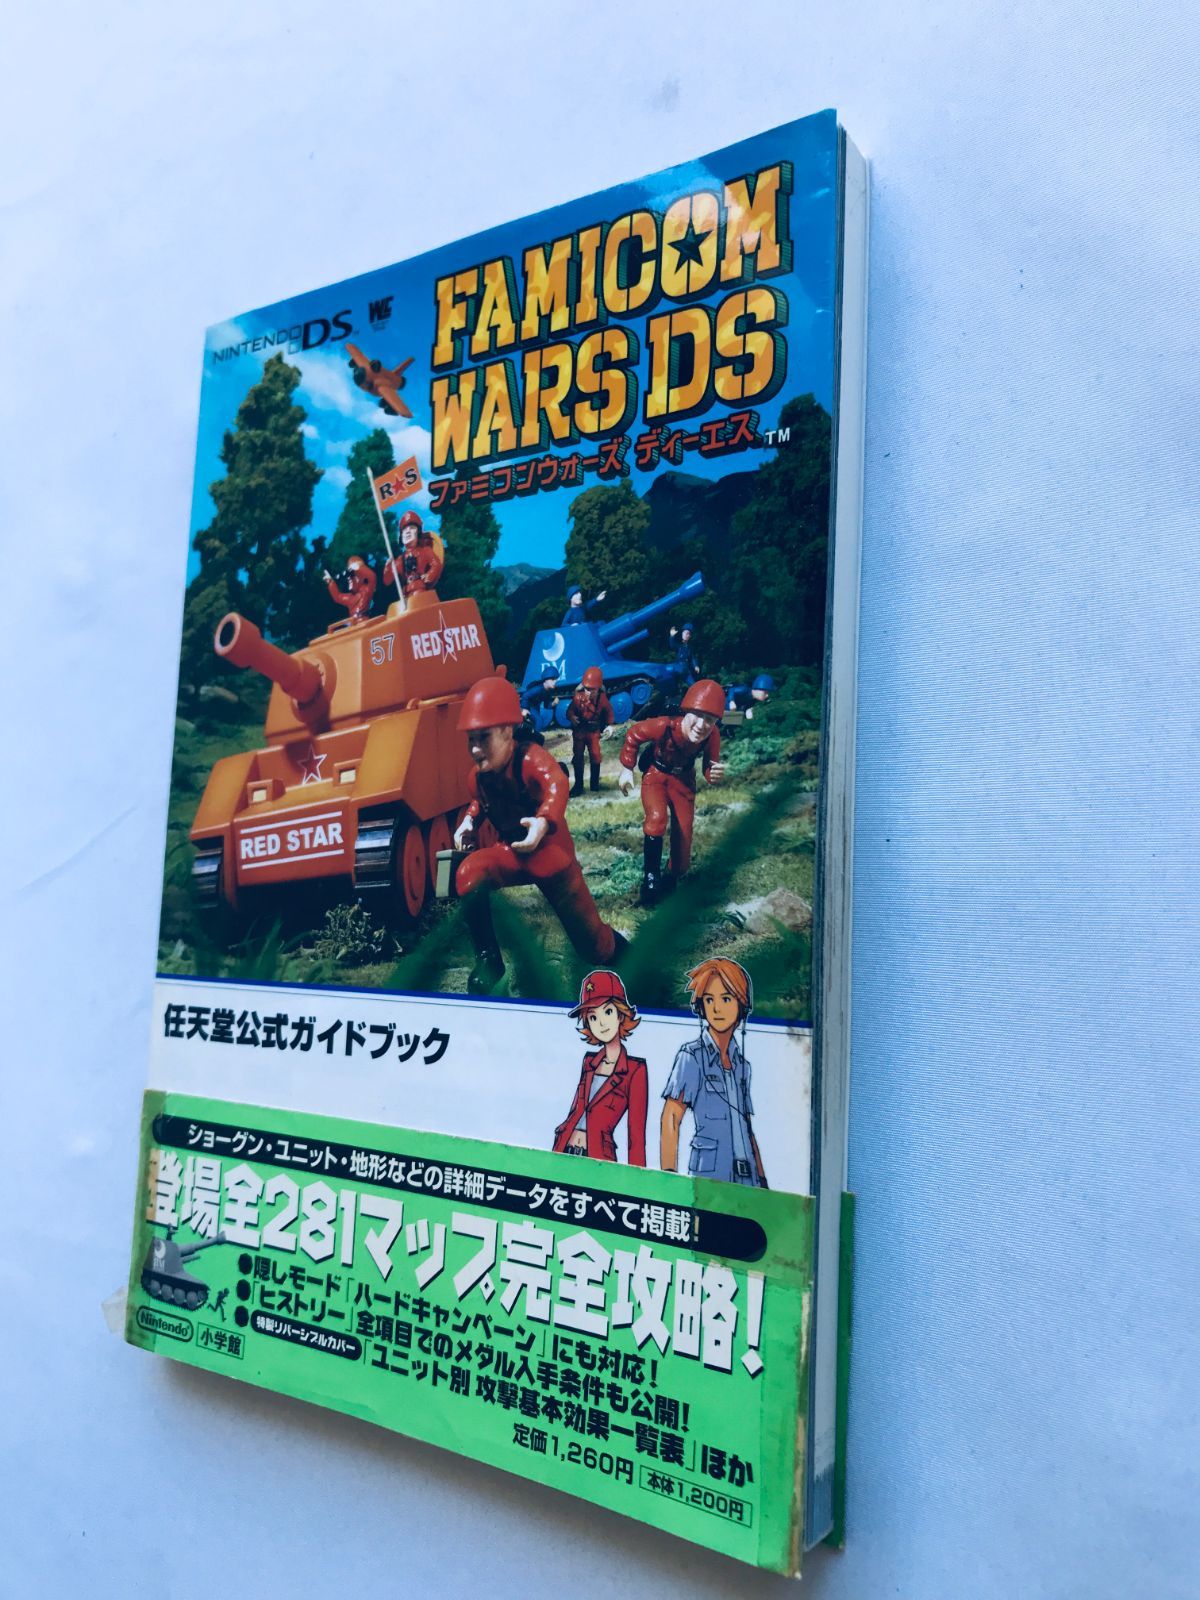 FAMICOM
WARS DS
ファミコンウォーズ ディーエス TM
NINTENDO DS TM
R★S
57
RED STAR
BM
RED STAR
任天堂公式ガイドブック
ショーグン・ユニット・地形などの詳細データをすべて掲載!
登場全281マップ完全攻略!
●隠しモード「ハードキャンペーン」にも対応!
●「ヒストリー」全項目でのメダル入手条件も公開!
●特製リバーシブルカバー「ユニット別 攻撃基本効果一覧表」ほか
BM
Nintendo
小学館
定価1,260円 本体1,200円